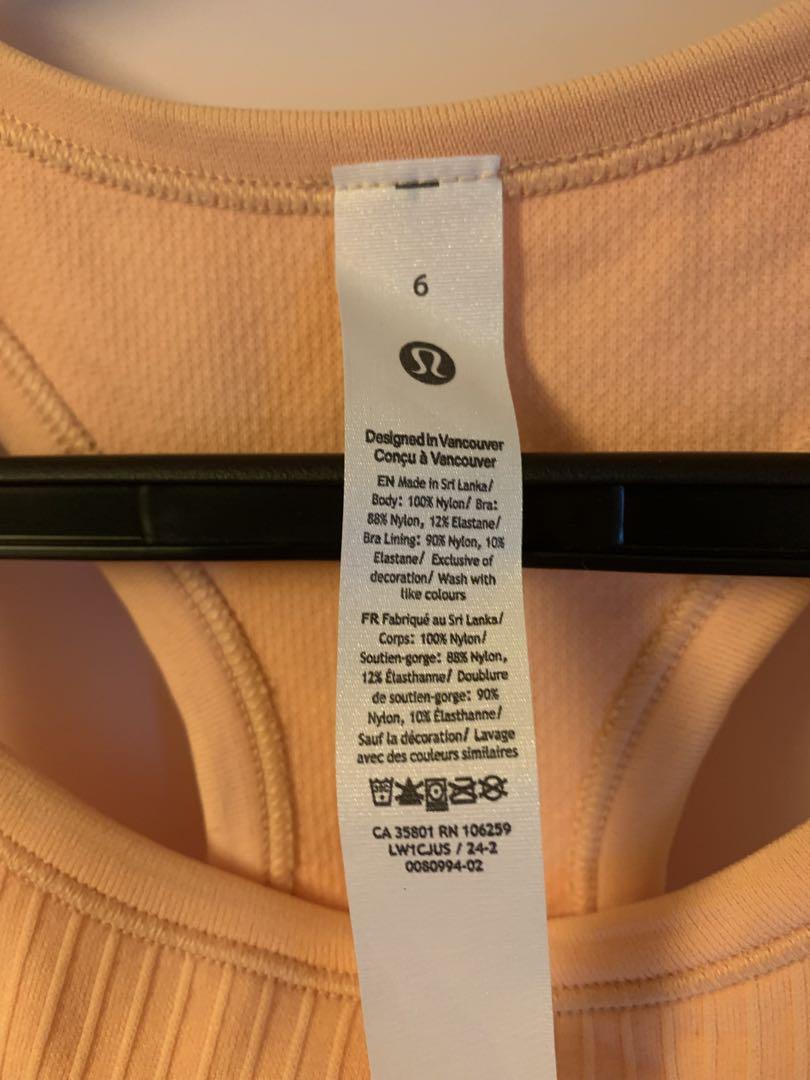 6
Designed in Vancouver
Conçu à Vancouver
EN Made in Sri Lanka/
Body: 100% Nylon/ Bra:
88% Nylon, 12% Elastane/
Bra Lining: 90% Nylon, 10%
Elastane/ Exclusive of
decoration/ Wash with
like colours
FR Fabriqué au Sri Lanka/
Corps: 100% Nylon/
Soutien-gorge: 88% Nylon,
12% Élasthanne/ Doublure
de soutien-gorge: 90%
Nylon, 10% Élasthanne/
Sauf la décoration/ Lavage
avec des couleurs similaires
CA 35801 RN 106259
LW1CJUS / 24-2
0080994-02